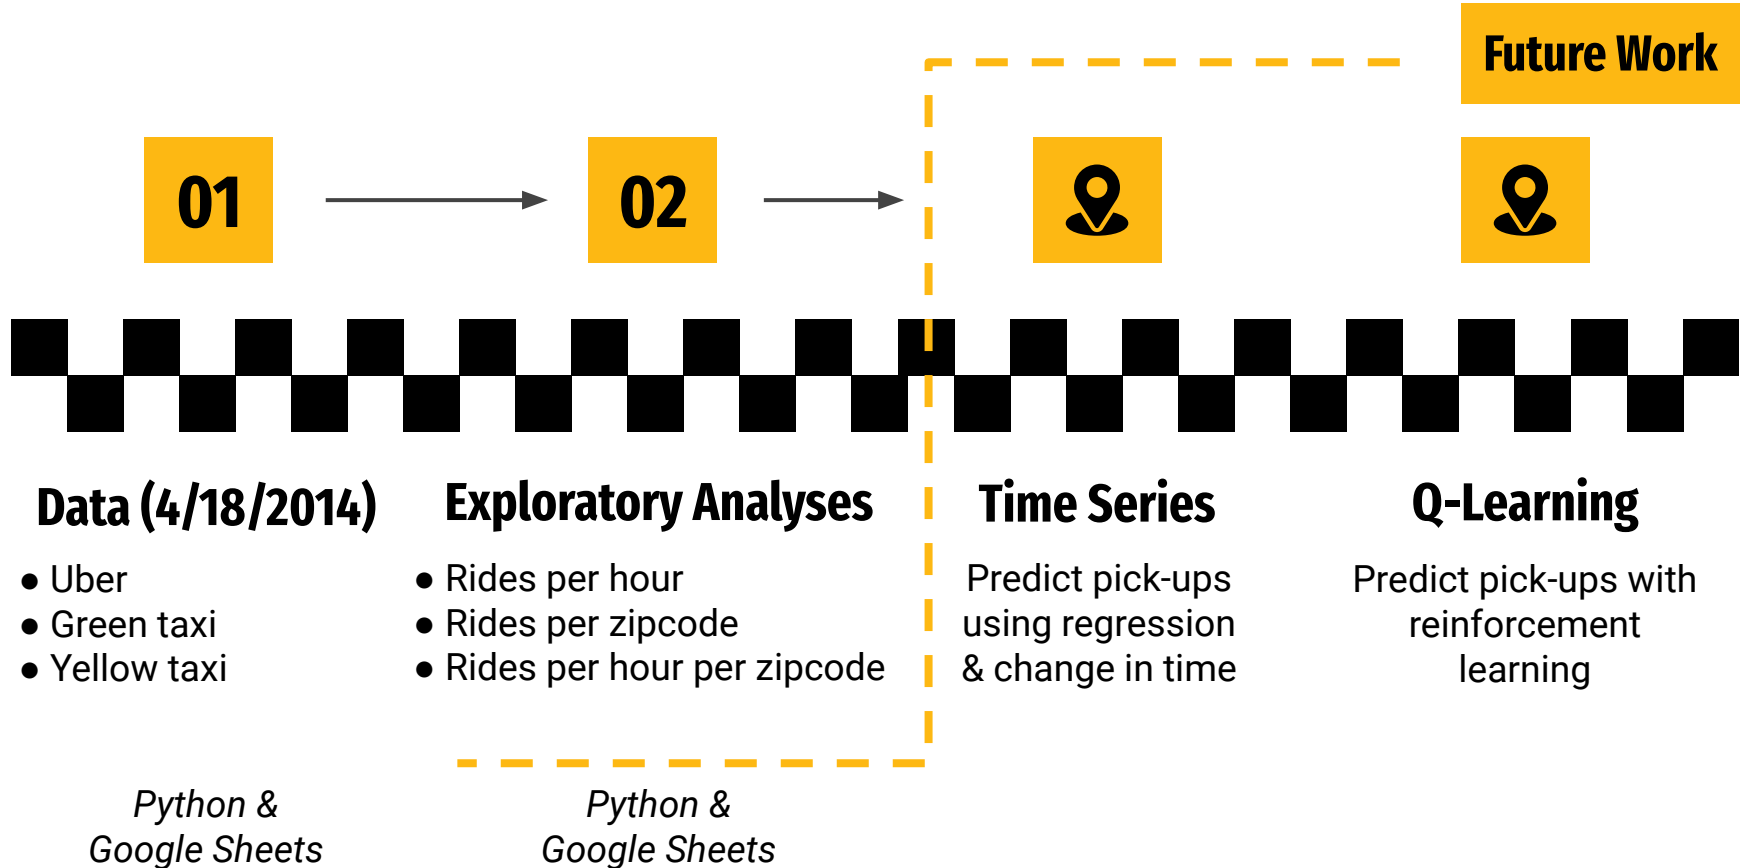 Future Work
01
02
Data (4/18/2014)
● Uber
● Green taxi
● Yellow taxi
Python &
Google Sheets
Exploratory Analyses
● Rides per hour
● Rides per zipcode
● Rides per hour per zipcode
Python &
Google Sheets
Time Series
Predict pick-ups
using regression
& change in time
Q-Learning
Predict pick-ups with
reinforcement
learning